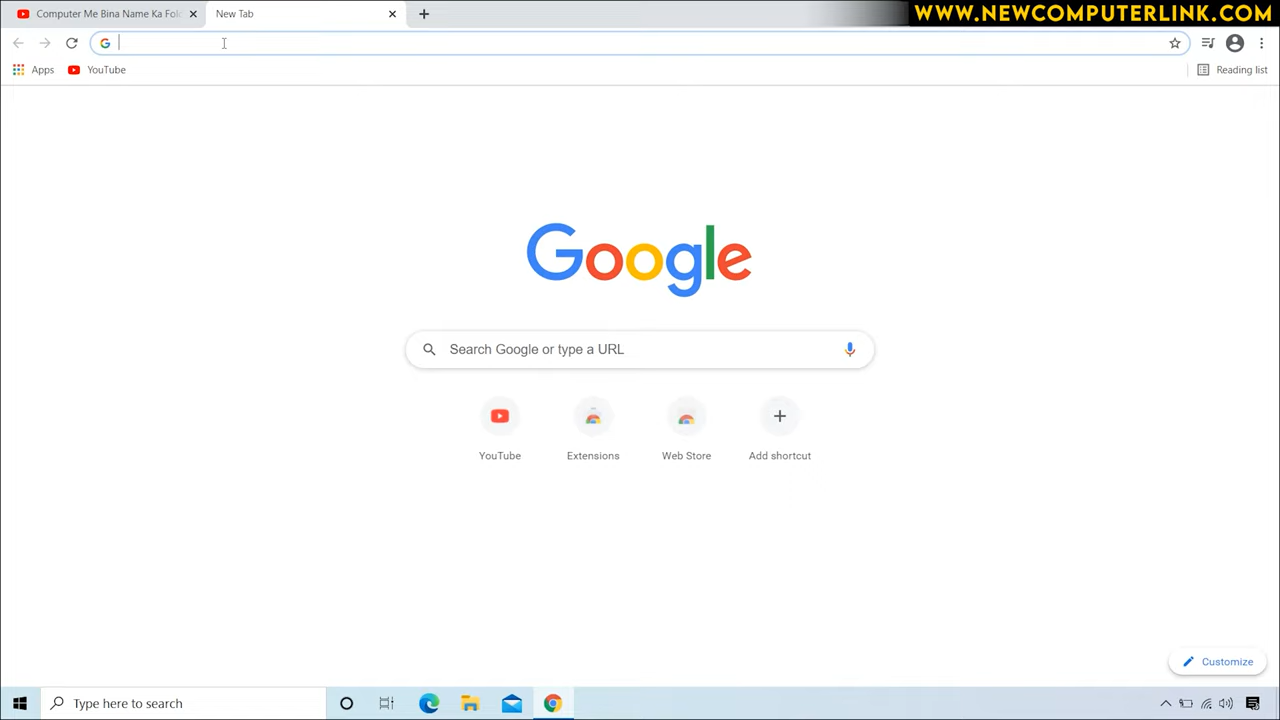 Computer Me Bina Name Ka Fol
New Tab
WWW.NEWCOMPUTERLINK.COM
Apps
YouTube
Reading list
Google
Search Google or type a URL
YouTube
Extensions
Web Store
Add shortcut
Customize
Type here to search